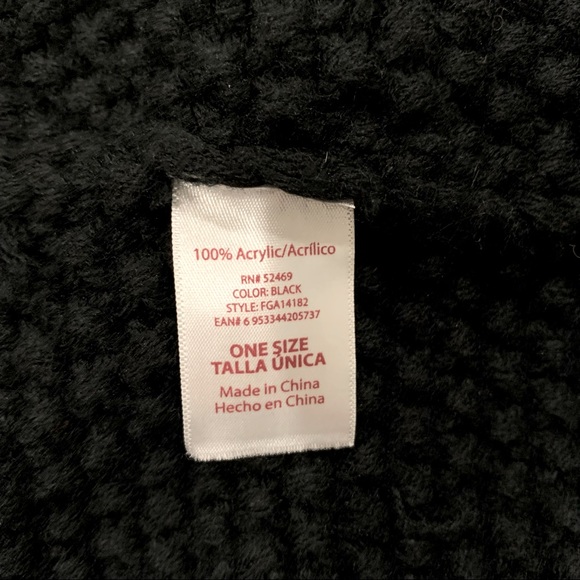 100% Acrylic/Acrílico
RN# 52469
COLOR: BLACK
STYLE: FGA14182
EAN# 6 953344205737
ONE SIZE
TALLA ÚNICA
Made in China
Hecho en China